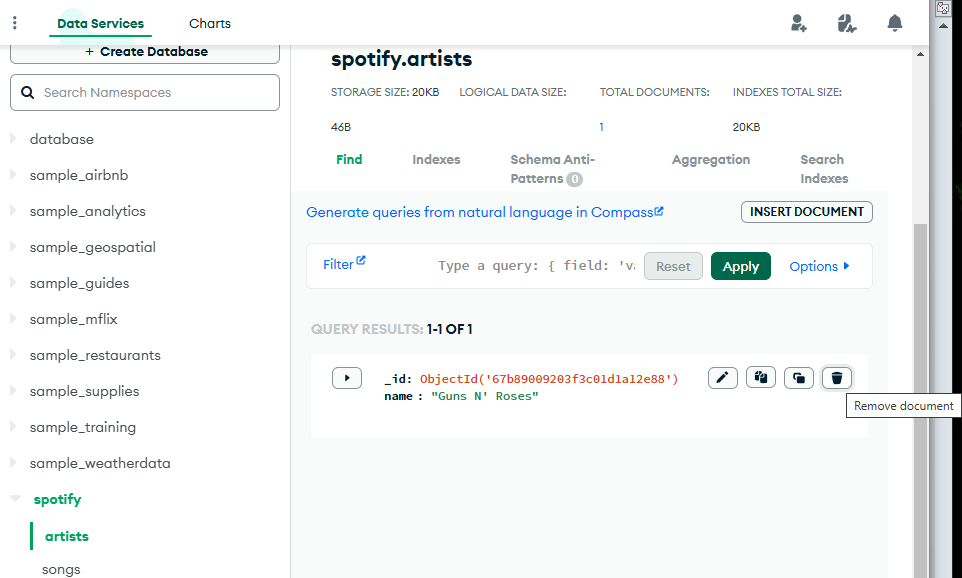 Data Services
Charts
+ Create Database
Search Namespaces
database
sample_airbnb
sample_analytics
sample_geospatial
sample_guides
sample_mflix
sample_restaurants
sample_supplies
sample_training
sample_weatherdata
spotify
artists
songs
spotify.artists
STORAGE SIZE: 20KB
LOGICAL DATA SIZE:
46B
TOTAL DOCUMENTS:
1
INDEXES TOTAL SIZE:
20KB
Find
Indexes
Schema Anti-
Patterns 0
Aggregation
Search
Indexes
Generate queries from natural language in Compass
INSERT DOCUMENT
Filter
Type a query: { field: 'va
Reset
Apply
Options
QUERY RESULTS: 1-1 OF 1
_id: ObjectId('67b89009203f3c01d1a12e88')
name : "Guns N' Roses"
Remove document